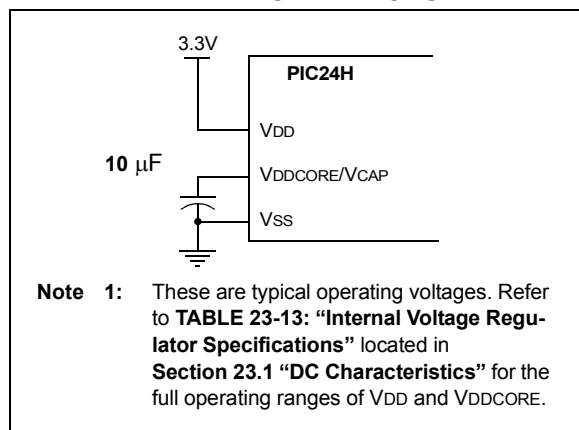 3.3V
PIC24H
VDD
10 μF
VDDCORE/VCAP
VSS
Note 1: These are typical operating voltages. Refer
to TABLE 23-13: “Internal Voltage Regu-
lator Specifications” located in
Section 23.1 “DC Characteristics” for the
full operating ranges of VDD and VDDCORE.